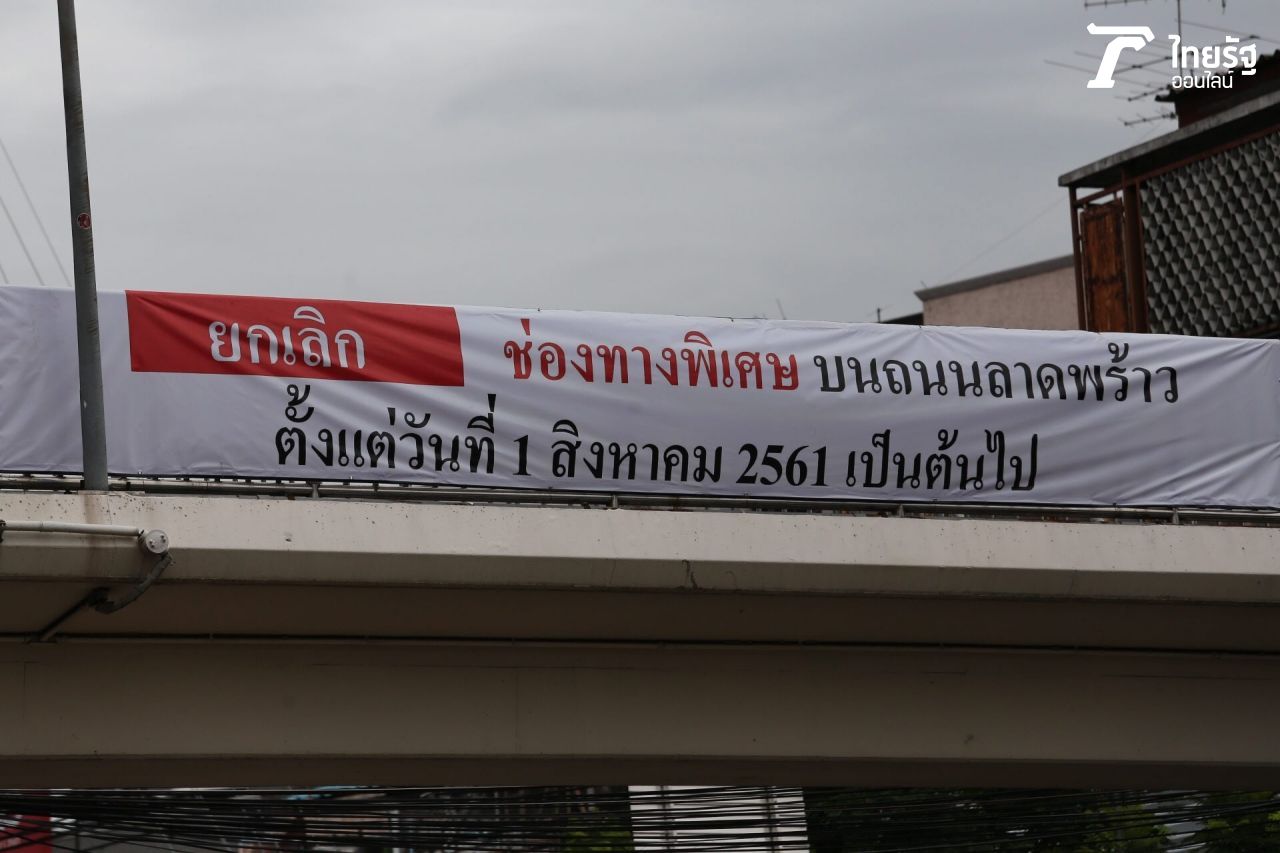 ไทยรัฐ
ออนไลน์
ยกเลิก ช่องทางพิเศษ บนถนนลาดพร้าว
ตั้งแต่วันที่ 1 สิงหาคม 2561 เป็นต้นไป